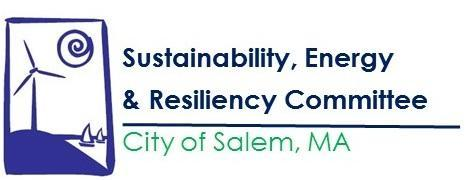 Sustainability, Energy
& Resiliency Committee
City of Salem, MA